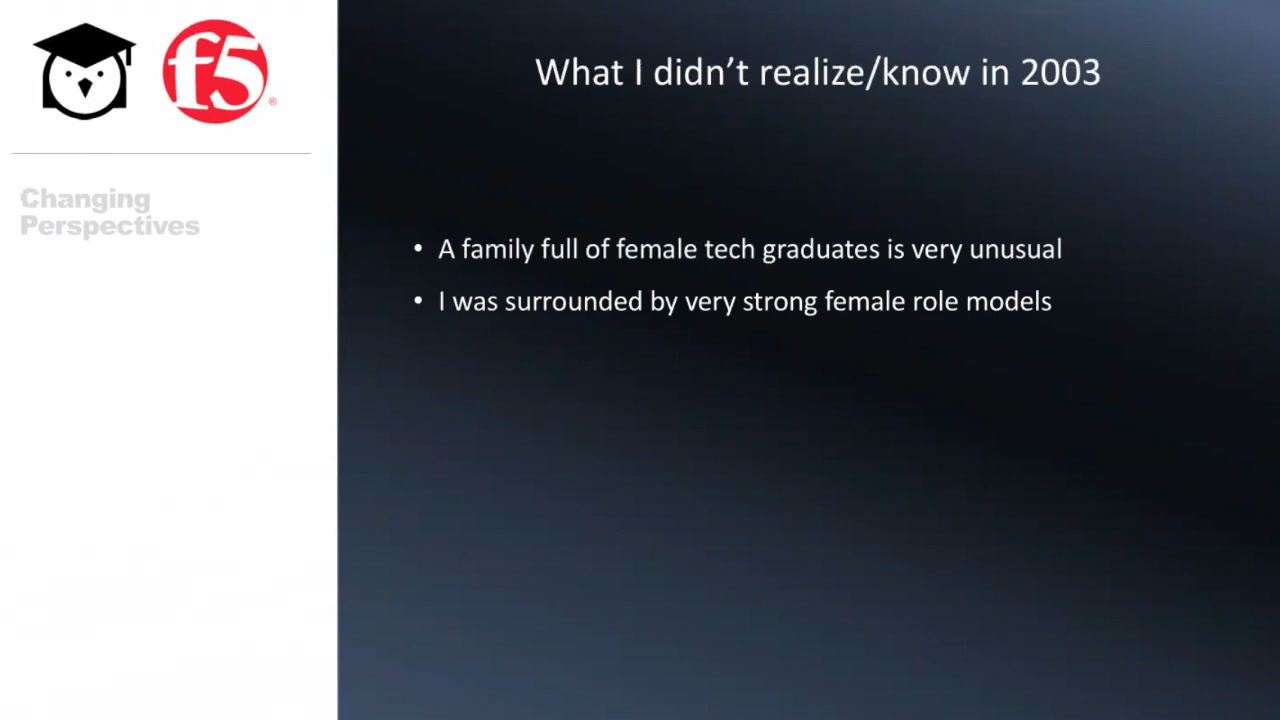 f5
Changing
Perspectives
What I didn’t realize/know in 2003
• A family full of female tech graduates is very unusual
• I was surrounded by very strong female role models